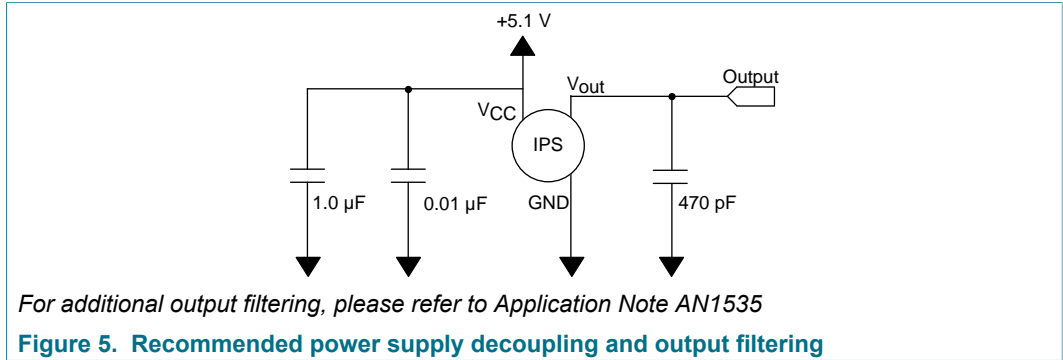 +5.1 V
Output
Vout
VCC
IPS
1.0 µF
0.01 µF
GND
470 pF
For additional output filtering, please refer to Application Note AN1535
Figure 5. Recommended power supply decoupling and output filtering